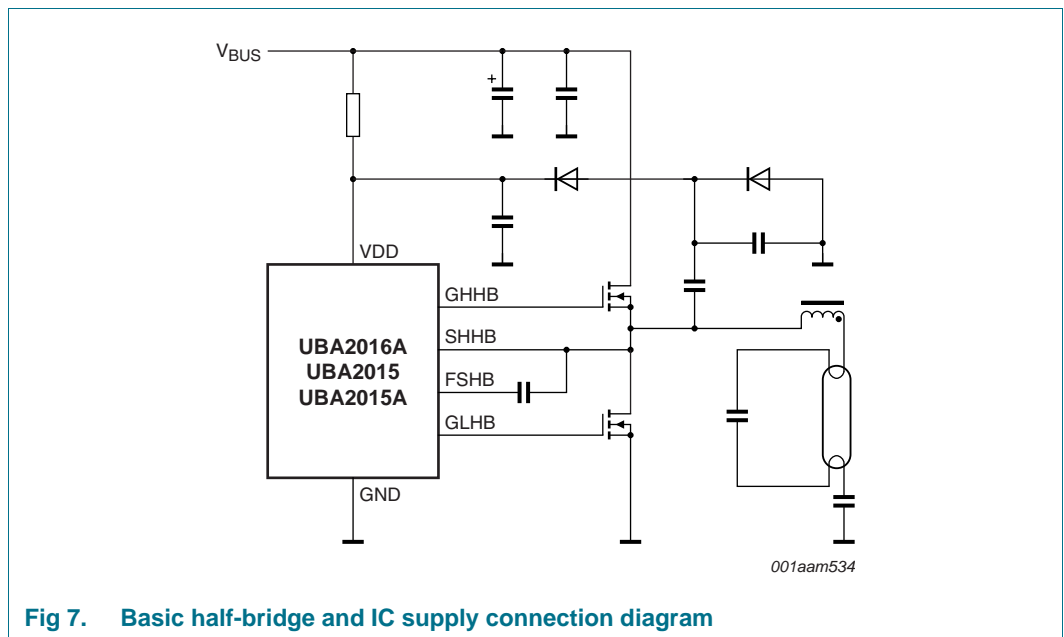 VBUS
+
VDD
GHHB
SHHB
FSHB
GLHB
UBA2016A
UBA2015
UBA2015A
GND
001aam534
Fig 7. Basic half-bridge and IC supply connection diagram